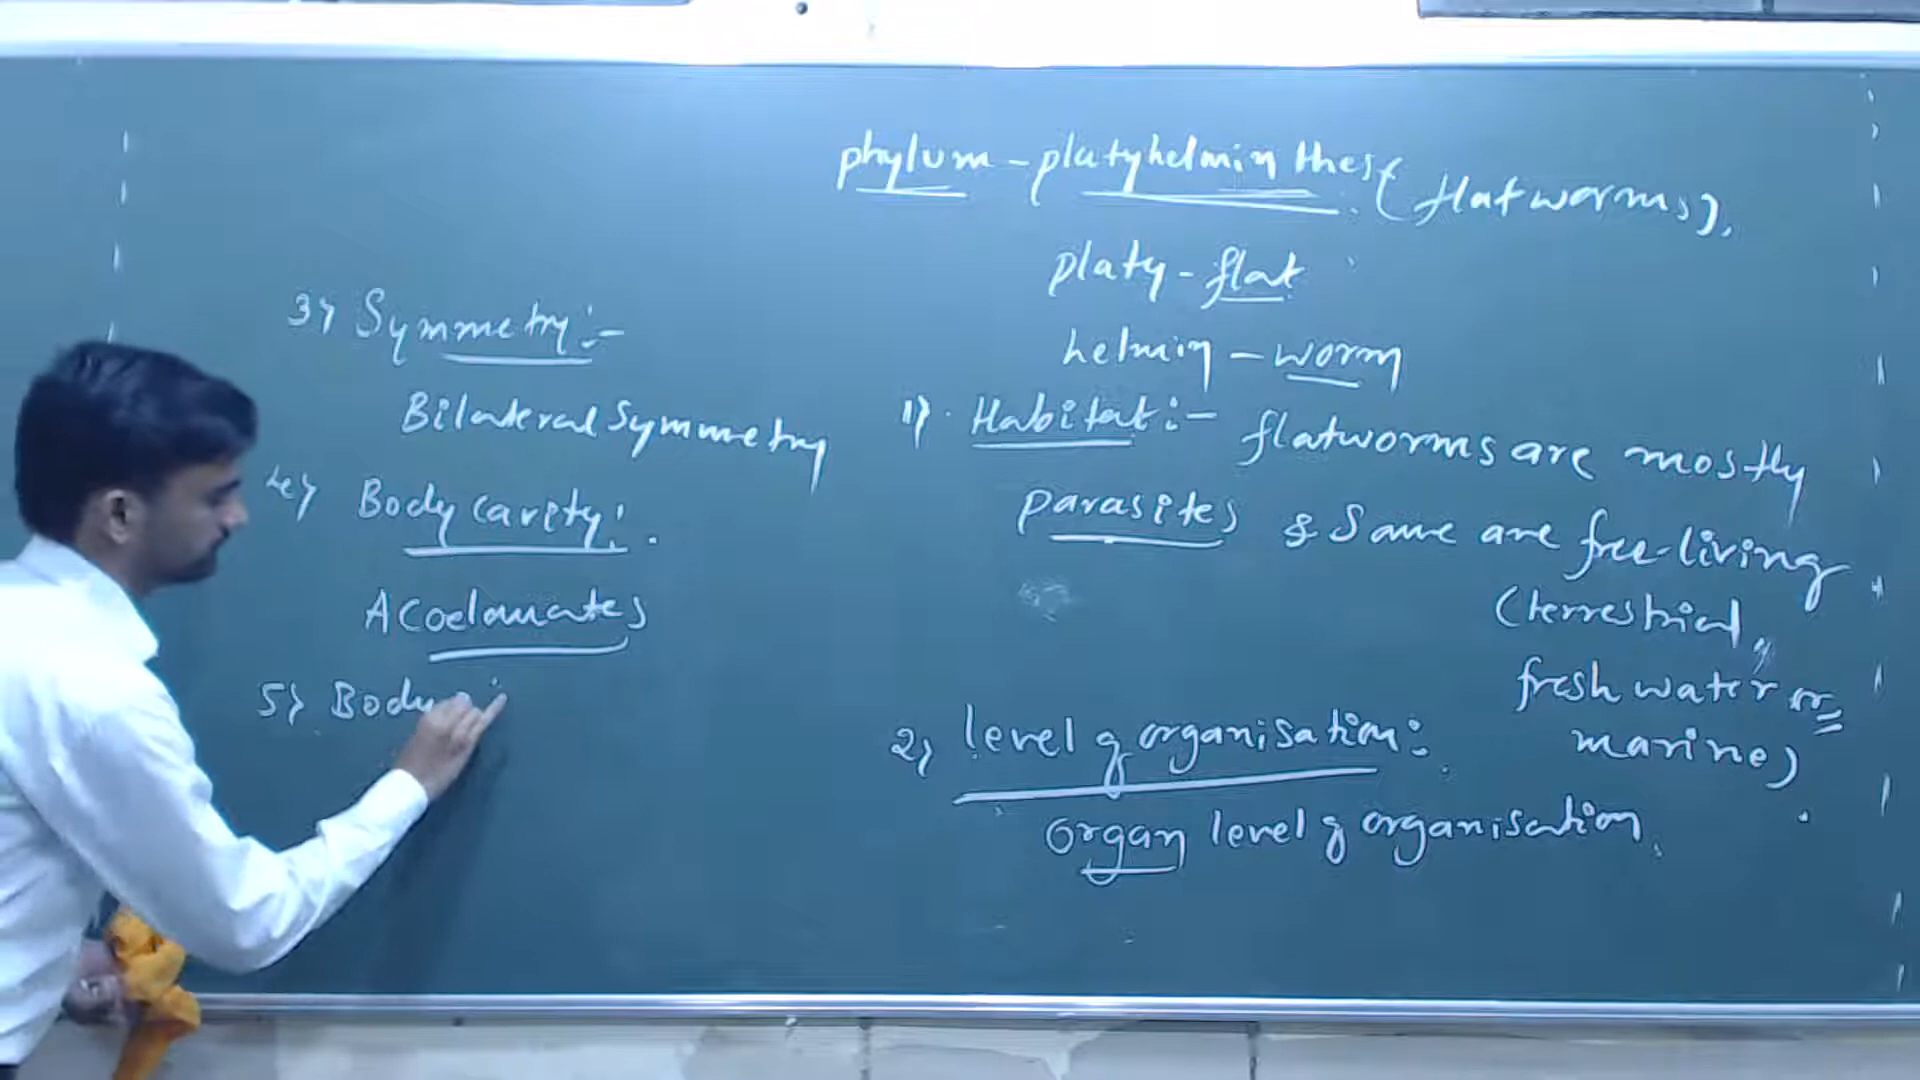 phylum - platyhelminthes (flatworms).
platy - flat
helmin - worm
1) Habitat :- flatworms are mostly
parasites & Some are free-living
(terrestrial,
fresh water or
marine)
2) level of organisation :
organ level of organisation.
3) Symmetry :-
Bilateral Symmetry
4) Body cavity : .
Acoelomates
5) Body